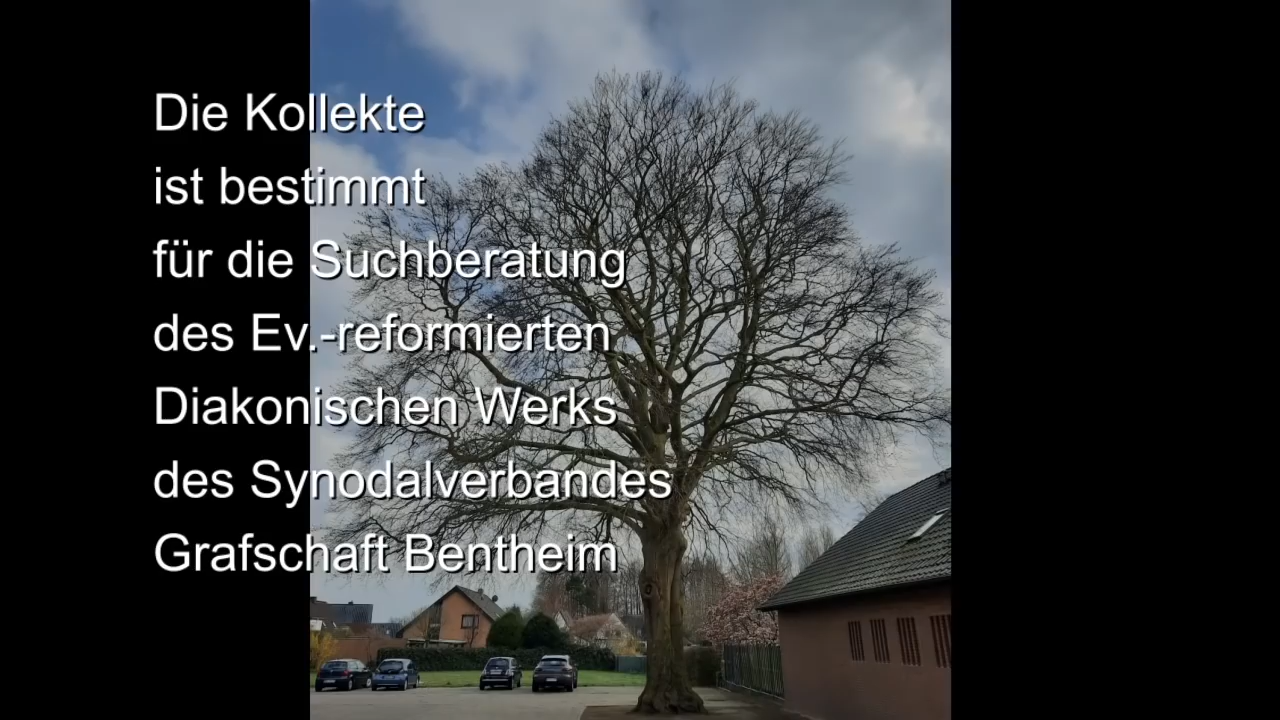 Die Kollekte
ist bestimmt
für die Suchberatung
des Ev.-reformierten
Diakonischen Werks
des Synodalverbandes
Grafschaft Bentheim